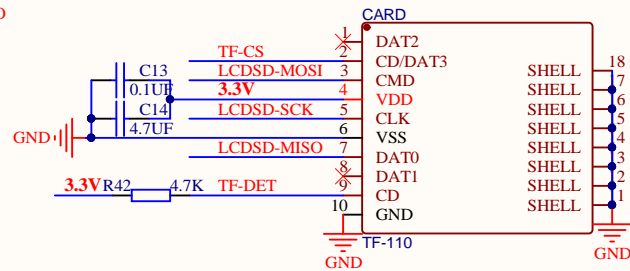 CARD
1 DAT2
TF-CS 2 CD/DAT3
C13 LCDSD-MOSI 3 CMD SHELL 18
0.1UF 3.3V 4 VDD SHELL 7
C14 LCDSD-SCK 5 CLK SHELL 6
4.7UF SHELL 5
GND 6 VSS SHELL 4
LCDSD-MISO 7 DAT0 SHELL 3
8 DAT1 SHELL 2
3.3V R42 4.7K TF-DET 9 CD SHELL 1
10 GND
TF-110
GND GND